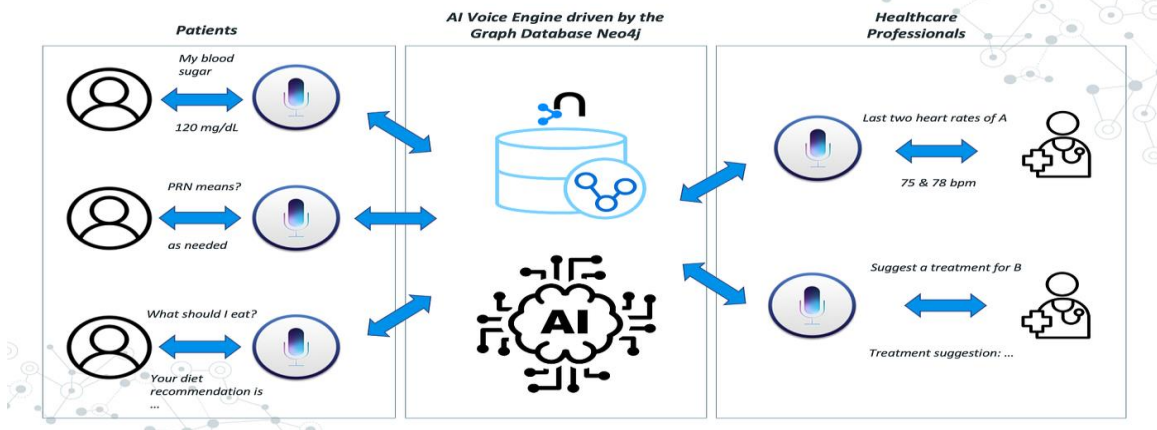 Patients
My blood
sugar
120 mg/dL
PRN means?
as needed
What should I eat?
Your diet
recommendation is
...
AI Voice Engine driven by the
Graph Database Neo4j
n
AI
Healthcare
Professionals
Last two heart rates of A
75 & 78 bpm
Suggest a treatment for B
Treatment suggestion: ...